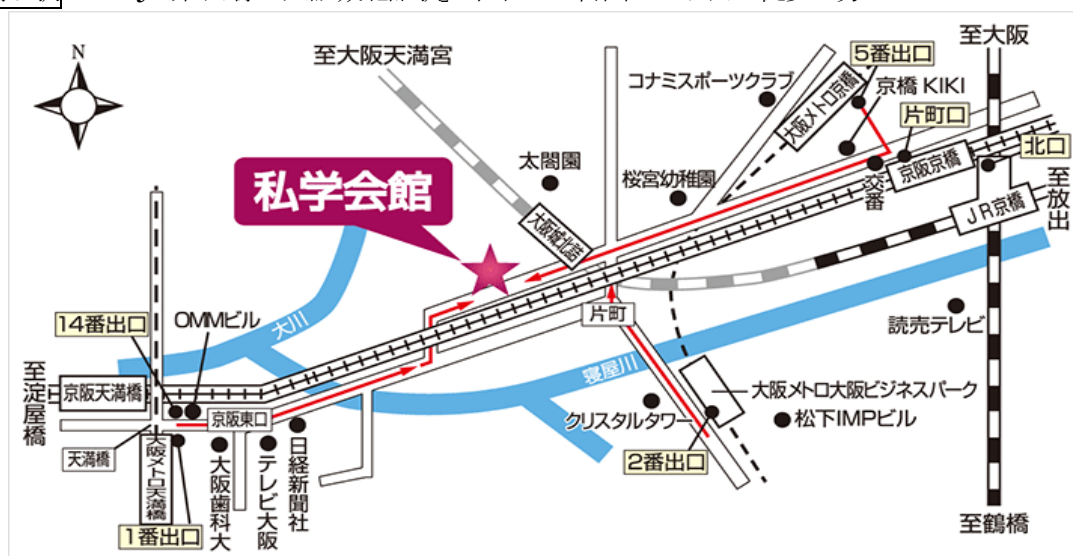 至大阪天満宮
N
コナミスポーツクラブ
5番出口
至大阪
大阪メトロ京橋
京橋 KIKI
片町口
北口
京阪京橋
交番
JR京橋
至放出
太閤園
桜宮幼稚園
私学会館
大阪城北詰
大川
片町
読売テレビ
14番出口
OMMビル
至淀屋橋
京阪天満橋
寝屋川
大阪メトロ大阪ビジネスパーク
クリスタルタワー
松下IMPビル
京阪東口
2番出口
天満橋
大阪メトロ天満橋
1番出口
大阪歯科大
テレビ大阪
日経新聞社
至鶴橋